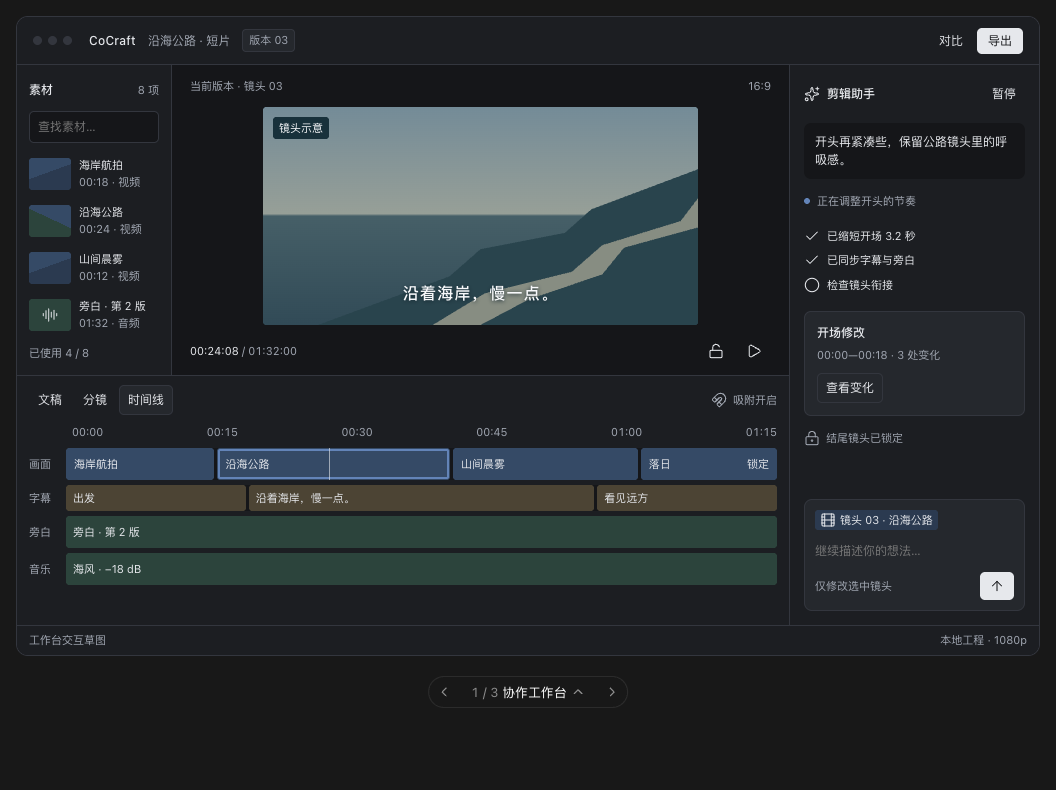 CoCraft 沿海公路 · 短片 版本 03
对比 导出
素材 8 项
查找素材...
海岸航拍
00:18 · 视频
沿海公路
00:24 · 视频
山间晨雾
00:12 · 视频
旁白 · 第 2 版
01:32 · 音频
已使用 4 / 8
当前版本 · 镜头 03 16:9
镜头示意
沿着海岸，慢一点。
00:24:08 / 01:32:00
剪辑助手 暂停
开头再紧凑些，保留公路镜头里的呼
吸感。
正在调整开头的节奏
已缩短开场 3.2 秒
已同步字幕与旁白
检查镜头衔接
开场修改
00:00—00:18 · 3 处变化
查看变化
结尾镜头已锁定
镜头 03 · 沿海公路
继续描述你的想法...
仅修改选中镜头
文稿 分镜 时间线 吸附开启
00:00 00:15 00:30 00:45 01:00 01:15
画面 海岸航拍 沿海公路 山间晨雾 落日 锁定
字幕 出发 沿着海岸，慢一点。 看见远方
旁白 旁白 · 第 2 版
音乐 海风 · −18 dB
工作台交互草图 本地工程 · 1080p
1 / 3 协作工作台